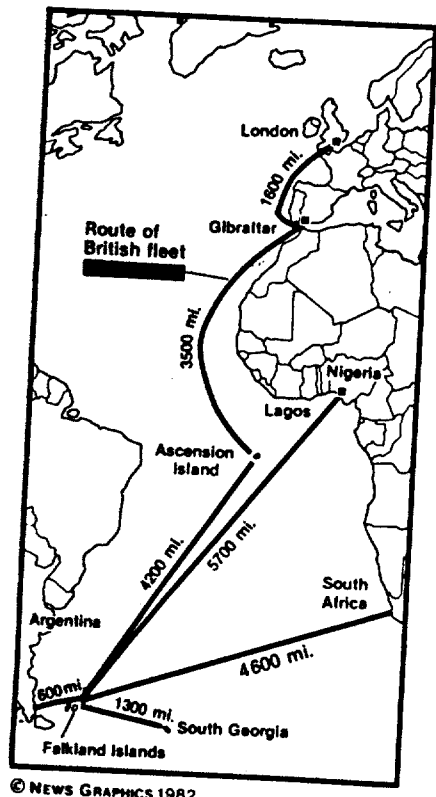 London
1600 mi.
Gibraltar
Route of
British fleet
3500 mi.
Nigeria
Lagos
Ascension
Island
4200 mi.
5700 mi.
South
Africa
Argentina
4600 mi.
600 mi.
1300 mi.
South Georgia
Falkland Islands
© NEWS GRAPHICS 1982